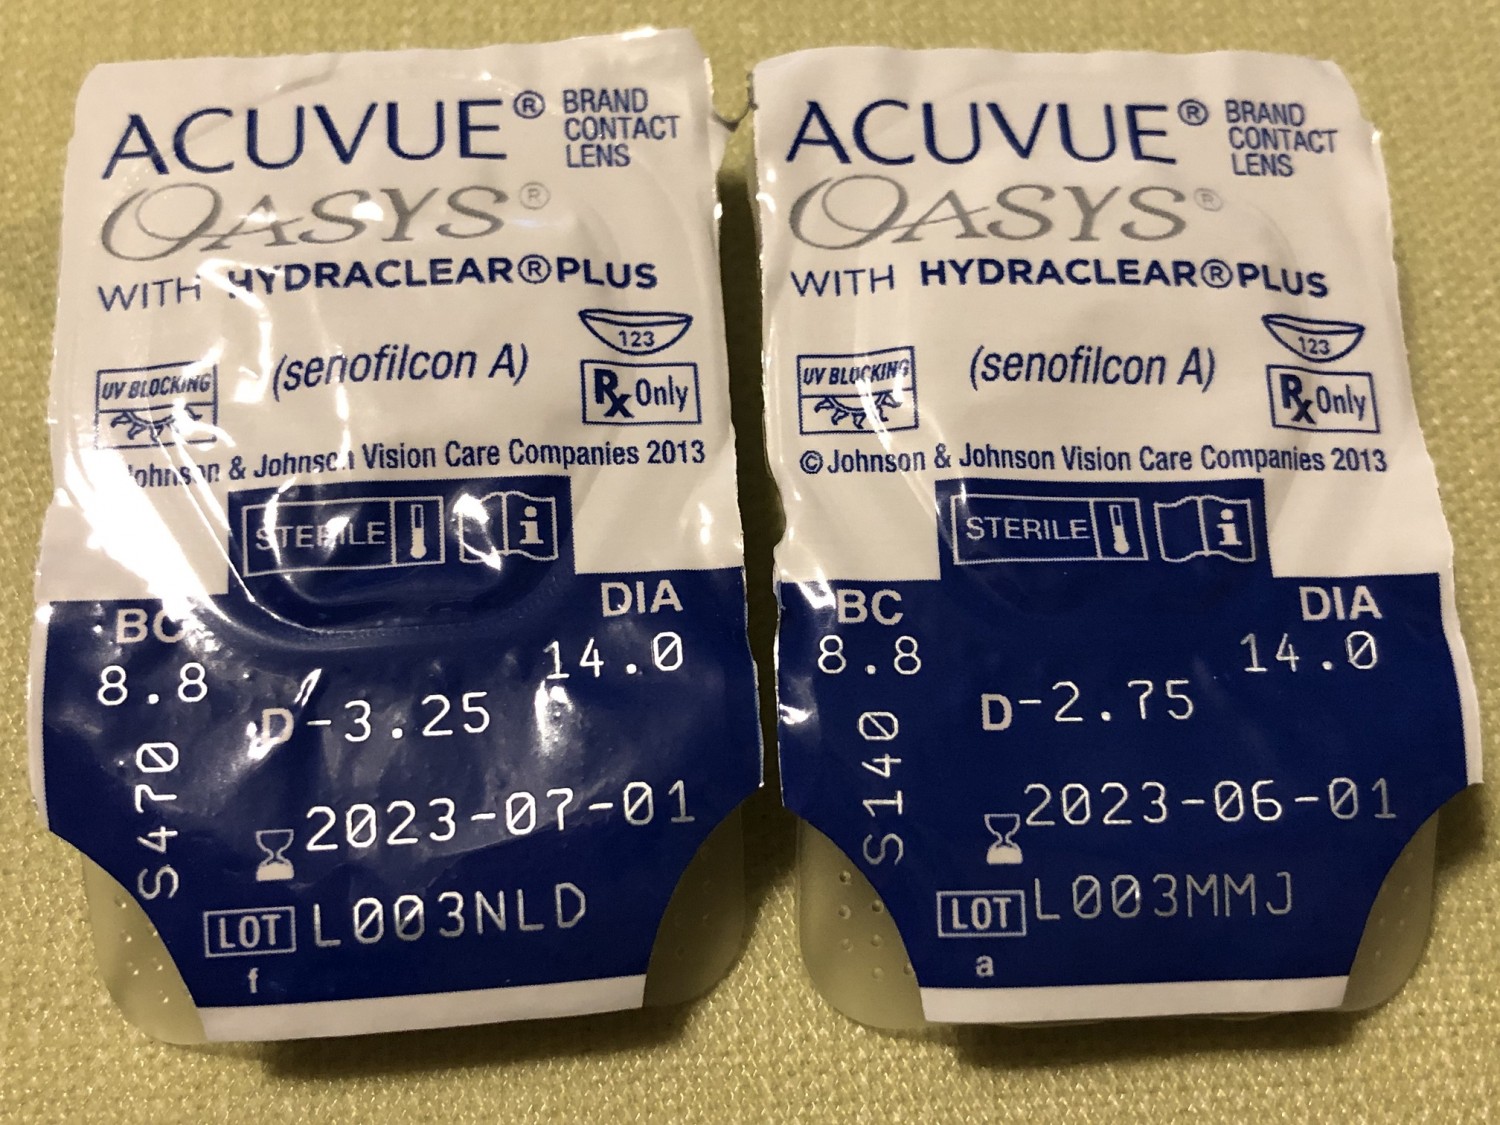 ACUVUE® BRAND
CONTACT
LENS
OASYS®
WITH HYDRACLEAR®PLUS
123
UV BLOCKING
(senofilcon A)
Rx Only
Johnson & Johnson Vision Care Companies 2013
STERILE
i
BC
DIA
8.8
14.0
D-3.25
S470
2023-07-01
LOT L003NLD
f
ACUVUE® BRAND
CONTACT
LENS
OASYS®
WITH HYDRACLEAR®PLUS
123
UV BLOCKING
(senofilcon A)
Rx Only
©Johnson & Johnson Vision Care Companies 2013
STERILE
i
BC
DIA
8.8
14.0
D-2.75
S140
2023-06-01
LOT L003MMJ
a